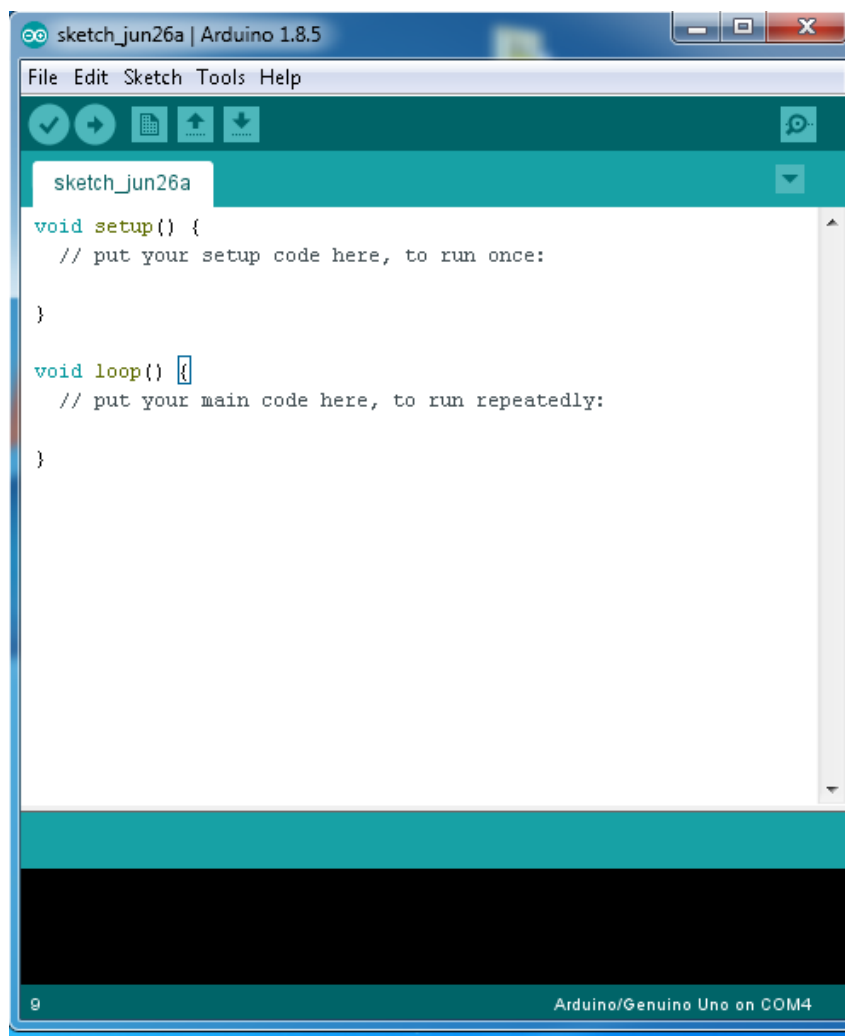 sketch_jun26a | Arduino 1.8.5
File Edit Sketch Tools Help
sketch_jun26a
void setup() {
  // put your setup code here, to run once:
}
void loop() {
  // put your main code here, to run repeatedly:
}
9 Arduino/Genuino Uno on COM4